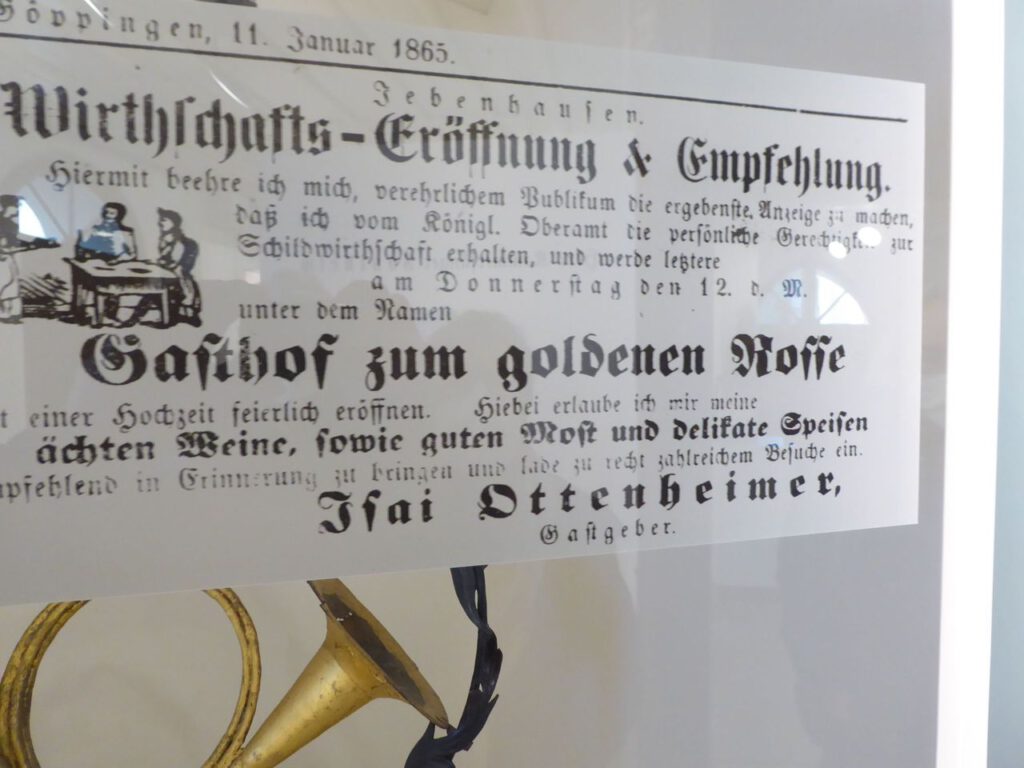 Göppingen, 11. Januar 1865.
Jebenhausen.
Wirthschafts-Eröffnung & Empfehlung.
Hiermit beehre ich mich, verehrlichem Publikum die ergebenste Anzeige zu machen,
daß ich vom Königl. Oberamt die persönliche Gerechtigkeit zur
Schildwirthschaft erhalten, und werde letztere
am Donnerstag den 12. d. M.
unter dem Namen
Gasthof zum goldenen Rosse
einer Hochzeit feierlich eröffnen. Hiebei erlaube ich mir meine
ächten Weine, sowie guten Most und delikate Speisen
empfehlend in Erinnerung zu bringen und lade zu recht zahlreichem Besuche ein.
Isai Ottenheimer,
Gastgeber.